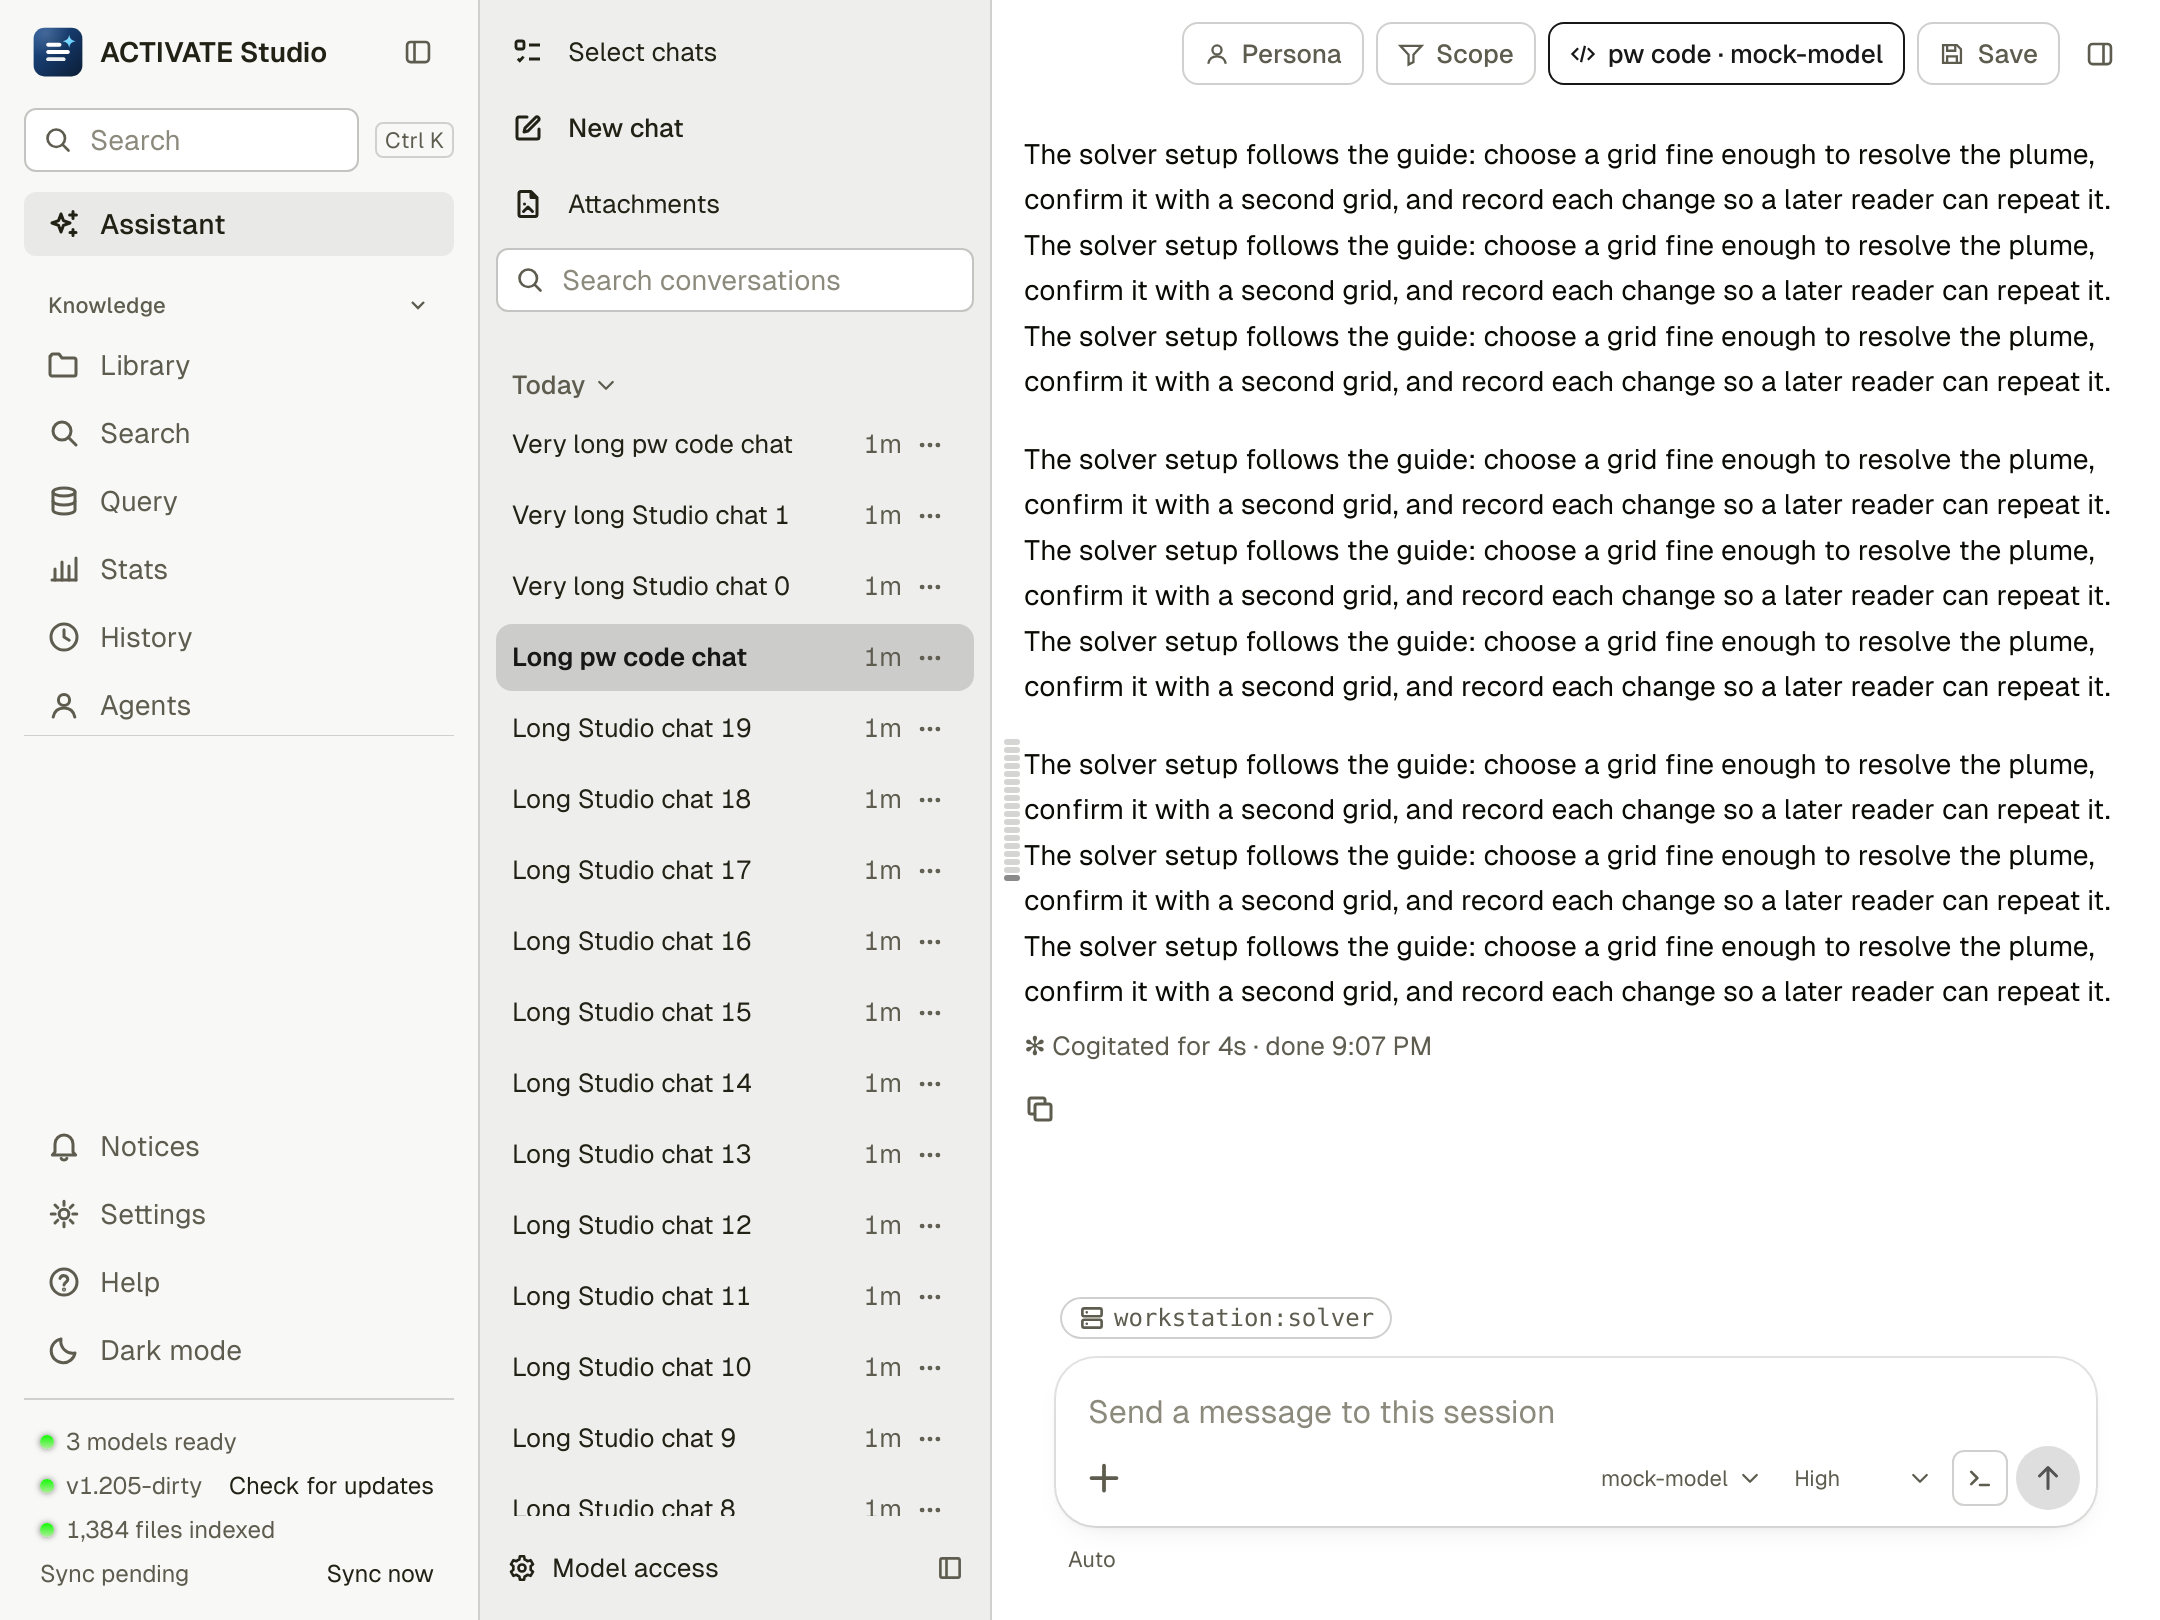 ACTIVATE Studio
Search
Ctrl K
Assistant
Knowledge
Library
Search
Query
Stats
History
Agents
Notices
Settings
Help
Dark mode
3 models ready
v1.205-dirty Check for updates
1,384 files indexed
Sync pending Sync now
Select chats
New chat
Attachments
Search conversations
Today
Very long pw code chat 1m
Very long Studio chat 1 1m
Very long Studio chat 0 1m
Long pw code chat 1m
Long Studio chat 19 1m
Long Studio chat 18 1m
Long Studio chat 17 1m
Long Studio chat 16 1m
Long Studio chat 15 1m
Long Studio chat 14 1m
Long Studio chat 13 1m
Long Studio chat 12 1m
Long Studio chat 11 1m
Long Studio chat 10 1m
Long Studio chat 9 1m
Long Studio chat 8 1m
Model access
Persona
Scope
pw code · mock-model
Save
The solver setup follows the guide: choose a grid fine enough to resolve the plume,
confirm it with a second grid, and record each change so a later reader can repeat it.
The solver setup follows the guide: choose a grid fine enough to resolve the plume,
confirm it with a second grid, and record each change so a later reader can repeat it.
The solver setup follows the guide: choose a grid fine enough to resolve the plume,
confirm it with a second grid, and record each change so a later reader can repeat it.
The solver setup follows the guide: choose a grid fine enough to resolve the plume,
confirm it with a second grid, and record each change so a later reader can repeat it.
The solver setup follows the guide: choose a grid fine enough to resolve the plume,
confirm it with a second grid, and record each change so a later reader can repeat it.
The solver setup follows the guide: choose a grid fine enough to resolve the plume,
confirm it with a second grid, and record each change so a later reader can repeat it.
The solver setup follows the guide: choose a grid fine enough to resolve the plume,
confirm it with a second grid, and record each change so a later reader can repeat it.
The solver setup follows the guide: choose a grid fine enough to resolve the plume,
confirm it with a second grid, and record each change so a later reader can repeat it.
The solver setup follows the guide: choose a grid fine enough to resolve the plume,
confirm it with a second grid, and record each change so a later reader can repeat it.
✻ Cogitated for 4s · done 9:07 PM
workstation:solver
Send a message to this session
mock-model
High
Auto